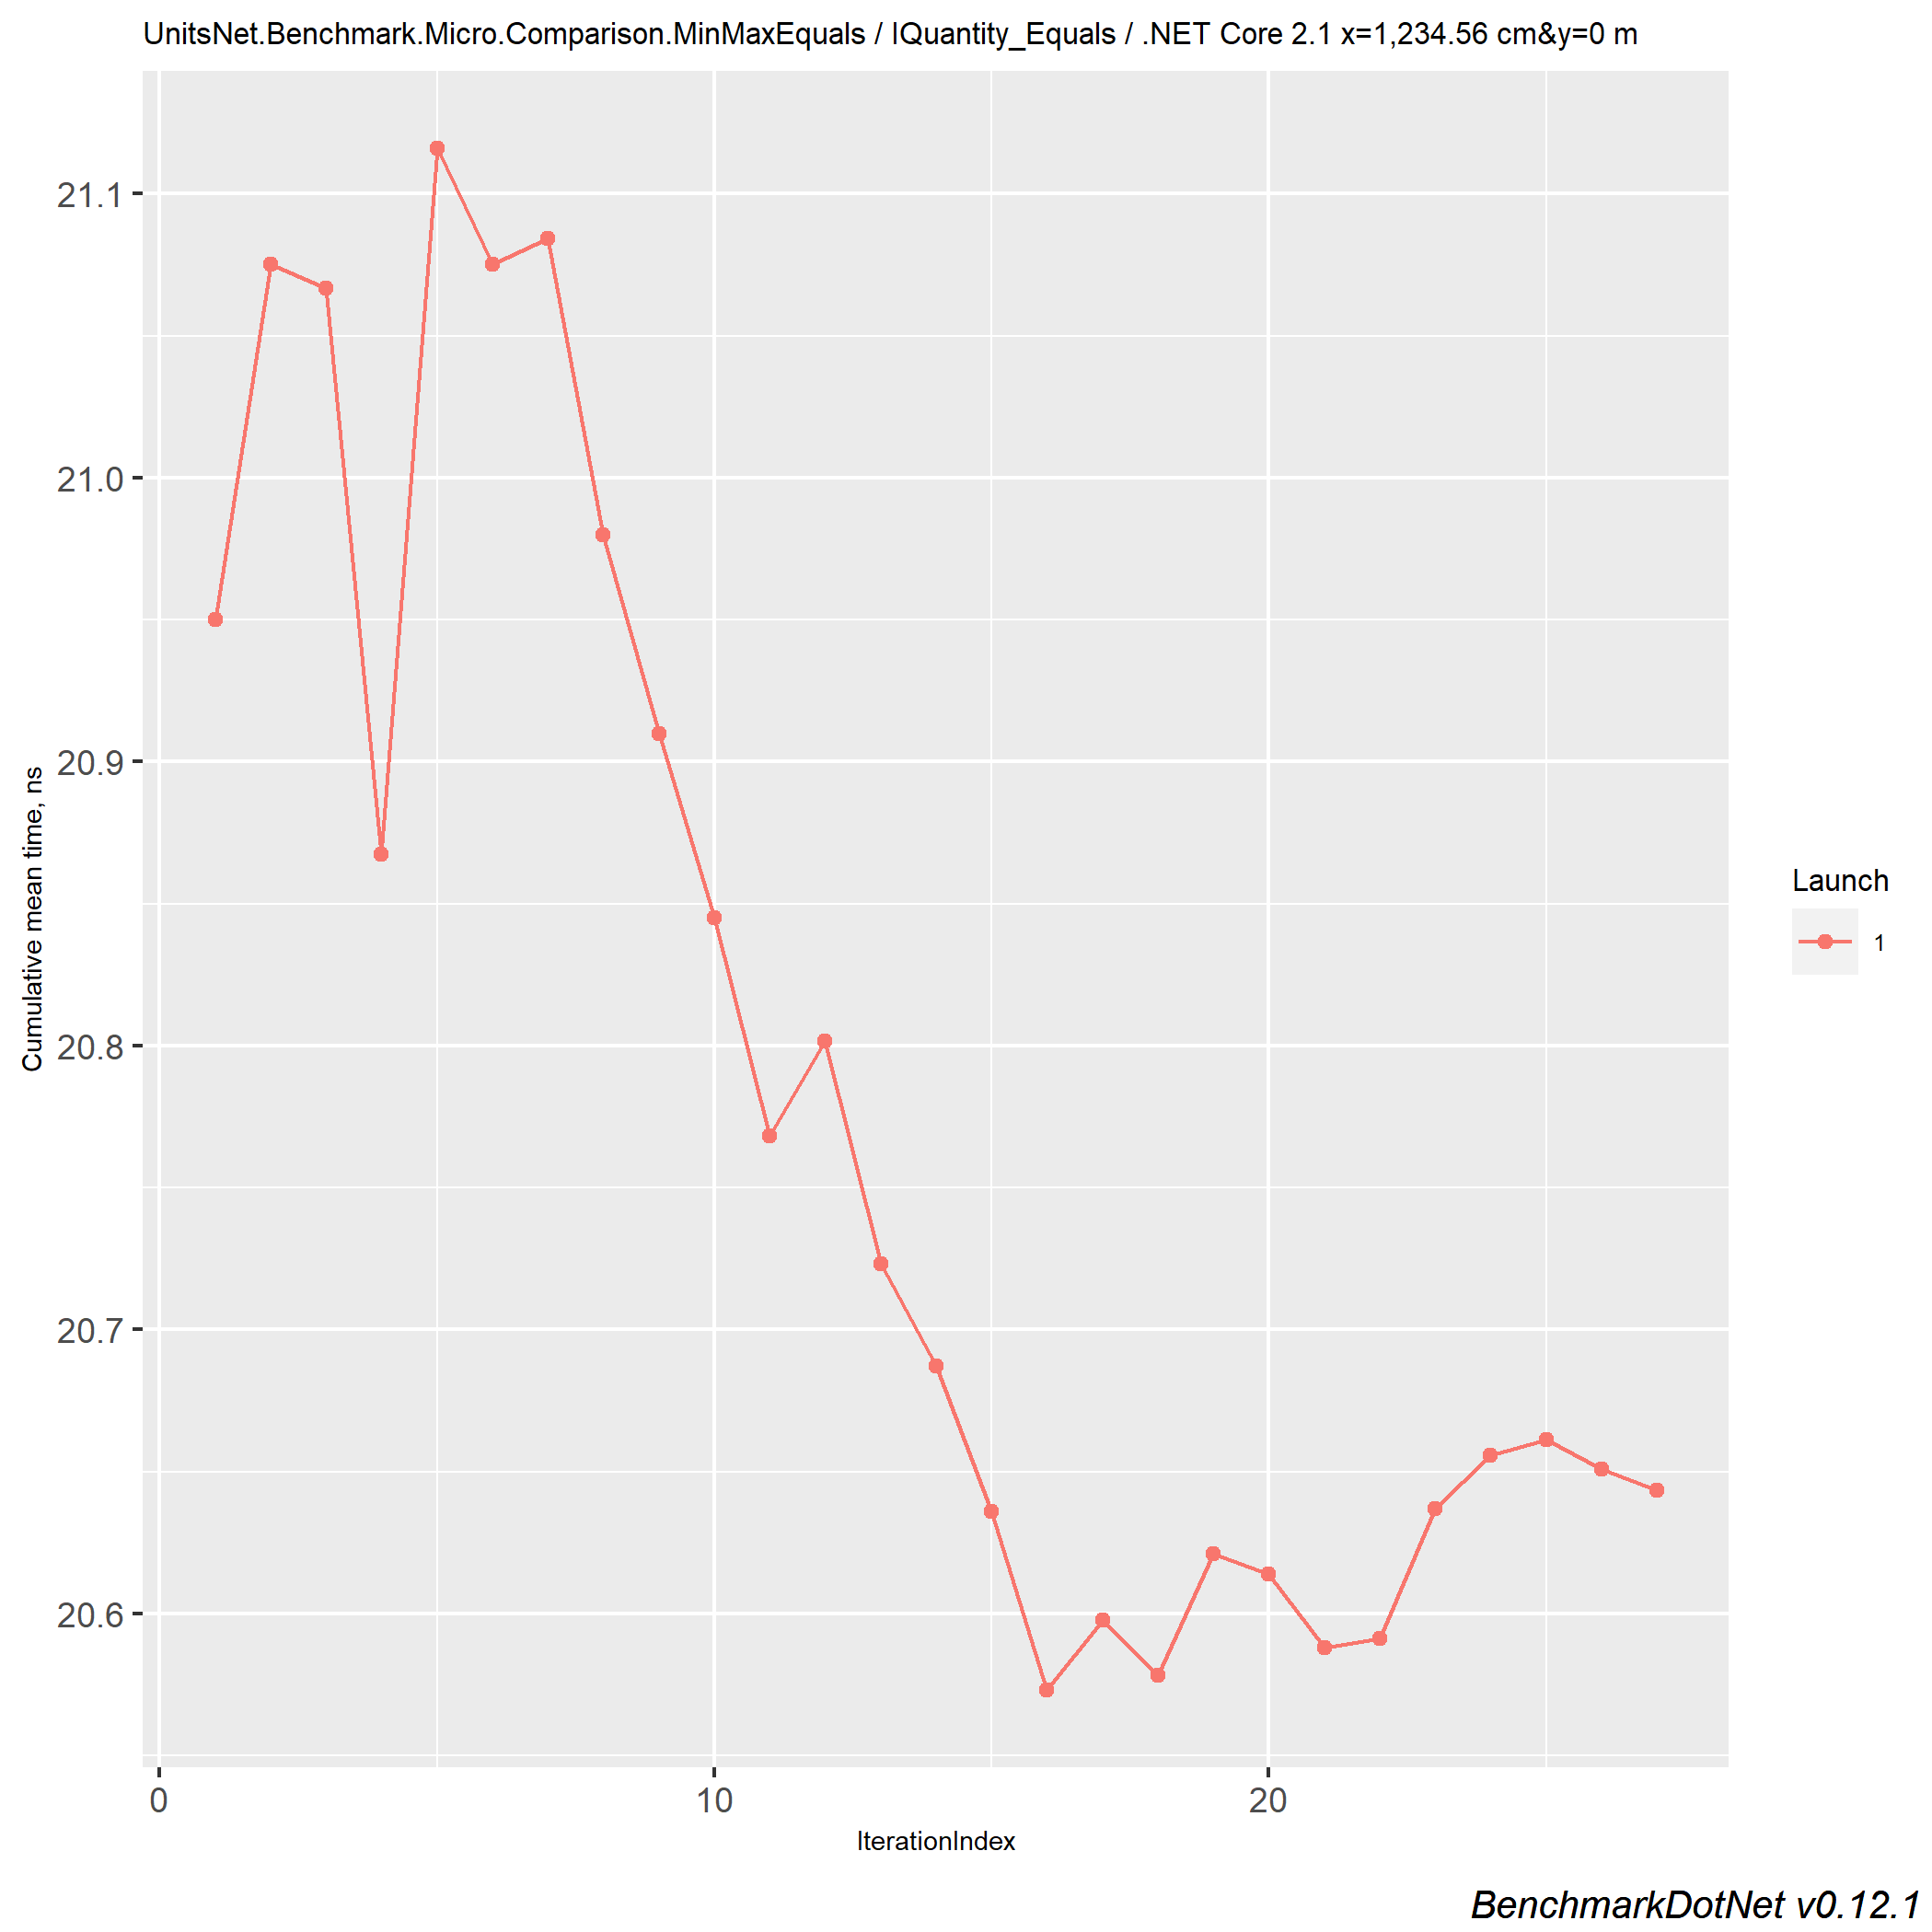 UnitsNet.Benchmark.Micro.Comparison.MinMaxEquals / IQuantity_Equals / .NET Core 2.1 x=1,234.56 cm&y=0 m
Cumulative mean time, ns
21.1
21.0
20.9
20.8
20.7
20.6
0
10
20
IterationIndex
Launch
1
BenchmarkDotNet v0.12.1